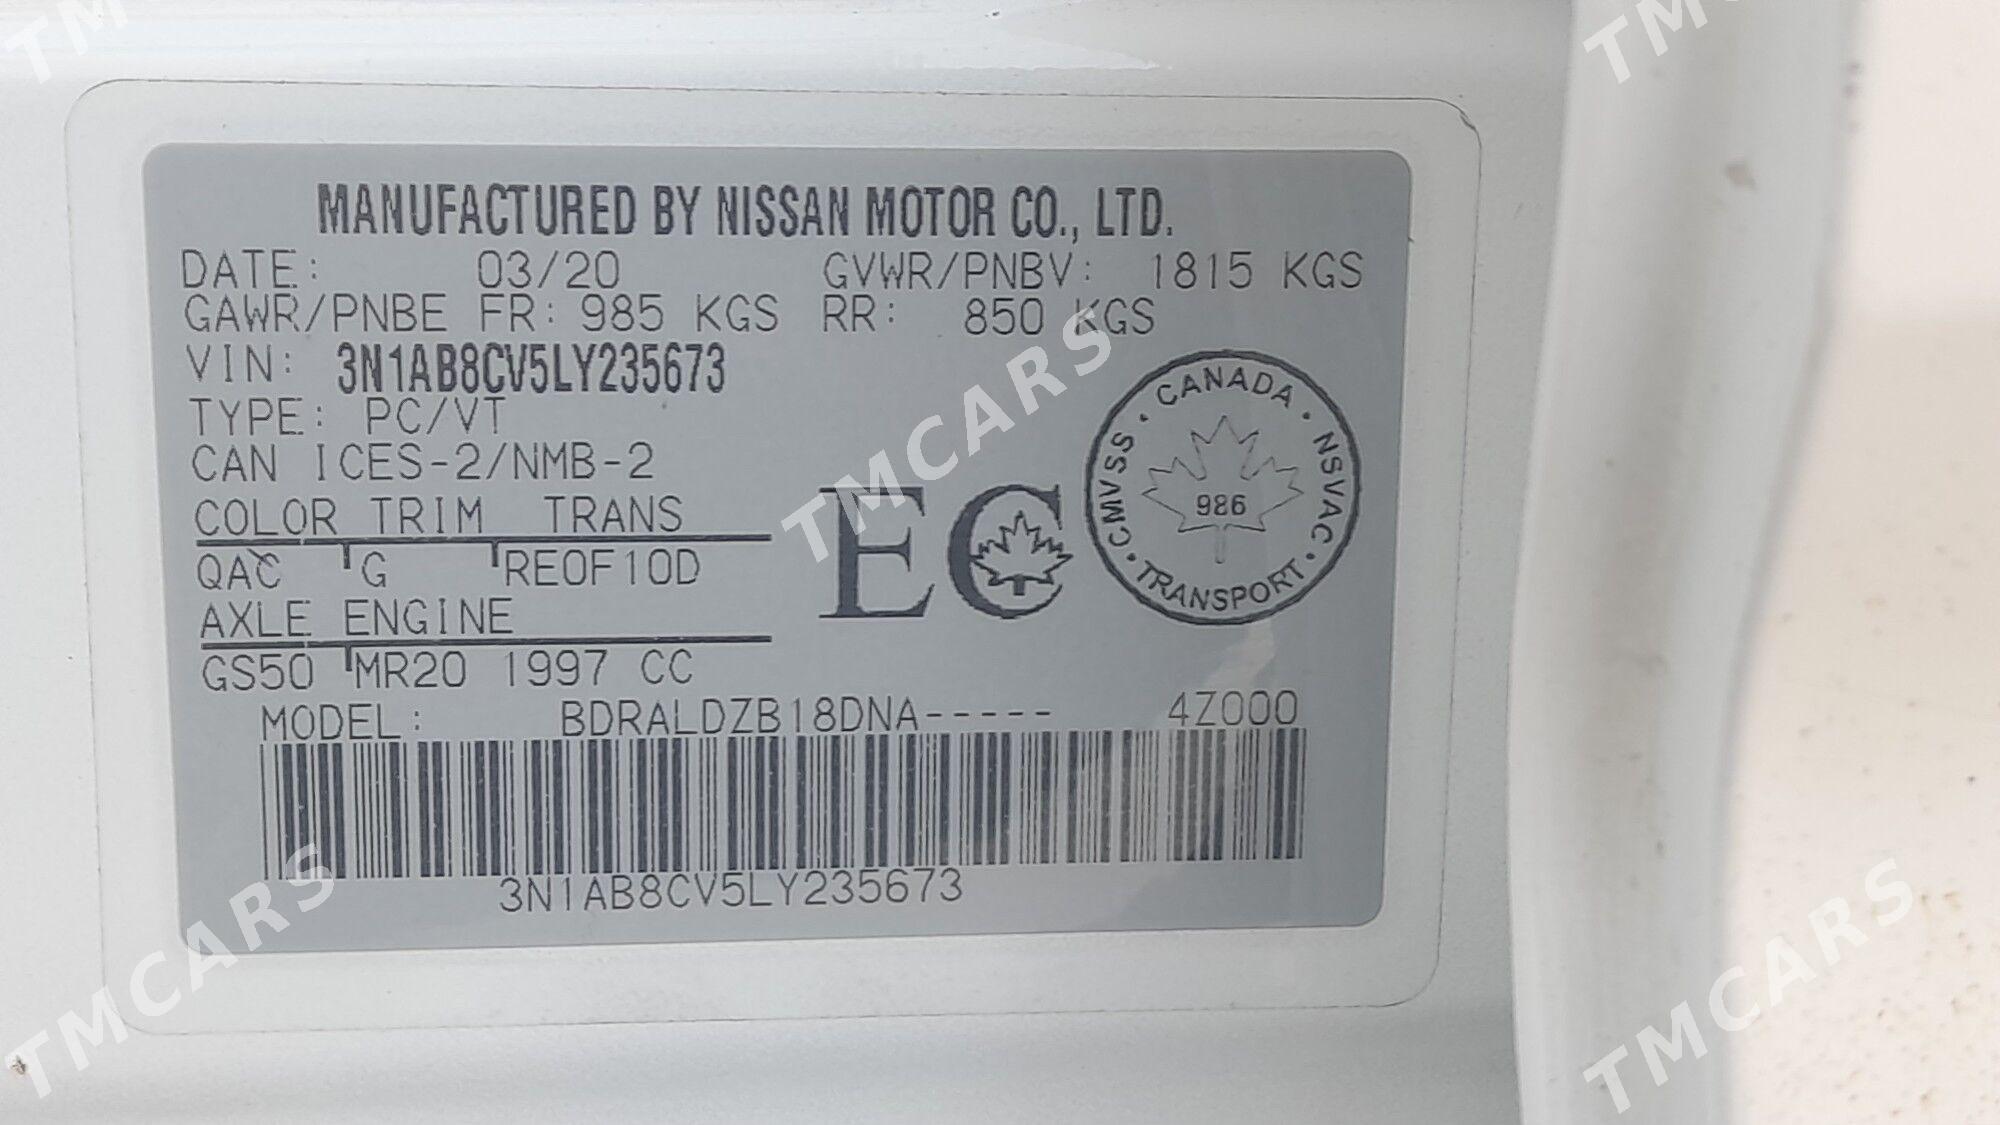 MANUFACTURED BY NISSAN MOTOR CO., LTD.
DATE: 03/20 GVWR/PNBV: 1815 KGS
GAWR/PNBE FR: 985 KGS RR: 850 KGS
VIN: 3N1AB8CV5LY235673
TYPE: PC/VT
CAN ICES-2/NMB-2
COLOR TRIM TRANS
QAC G RE0F10D
AXLE ENGINE
GS50 MR20 1997 CC
EC
CANADA · NSVAC · TRANSPORT · CMVSS ·
986
MODEL: BDRALDZB18DNA----- 4Z000
3N1AB8CV5LY235673
TMCARS
TMCARS
TMCARS
TM
TM